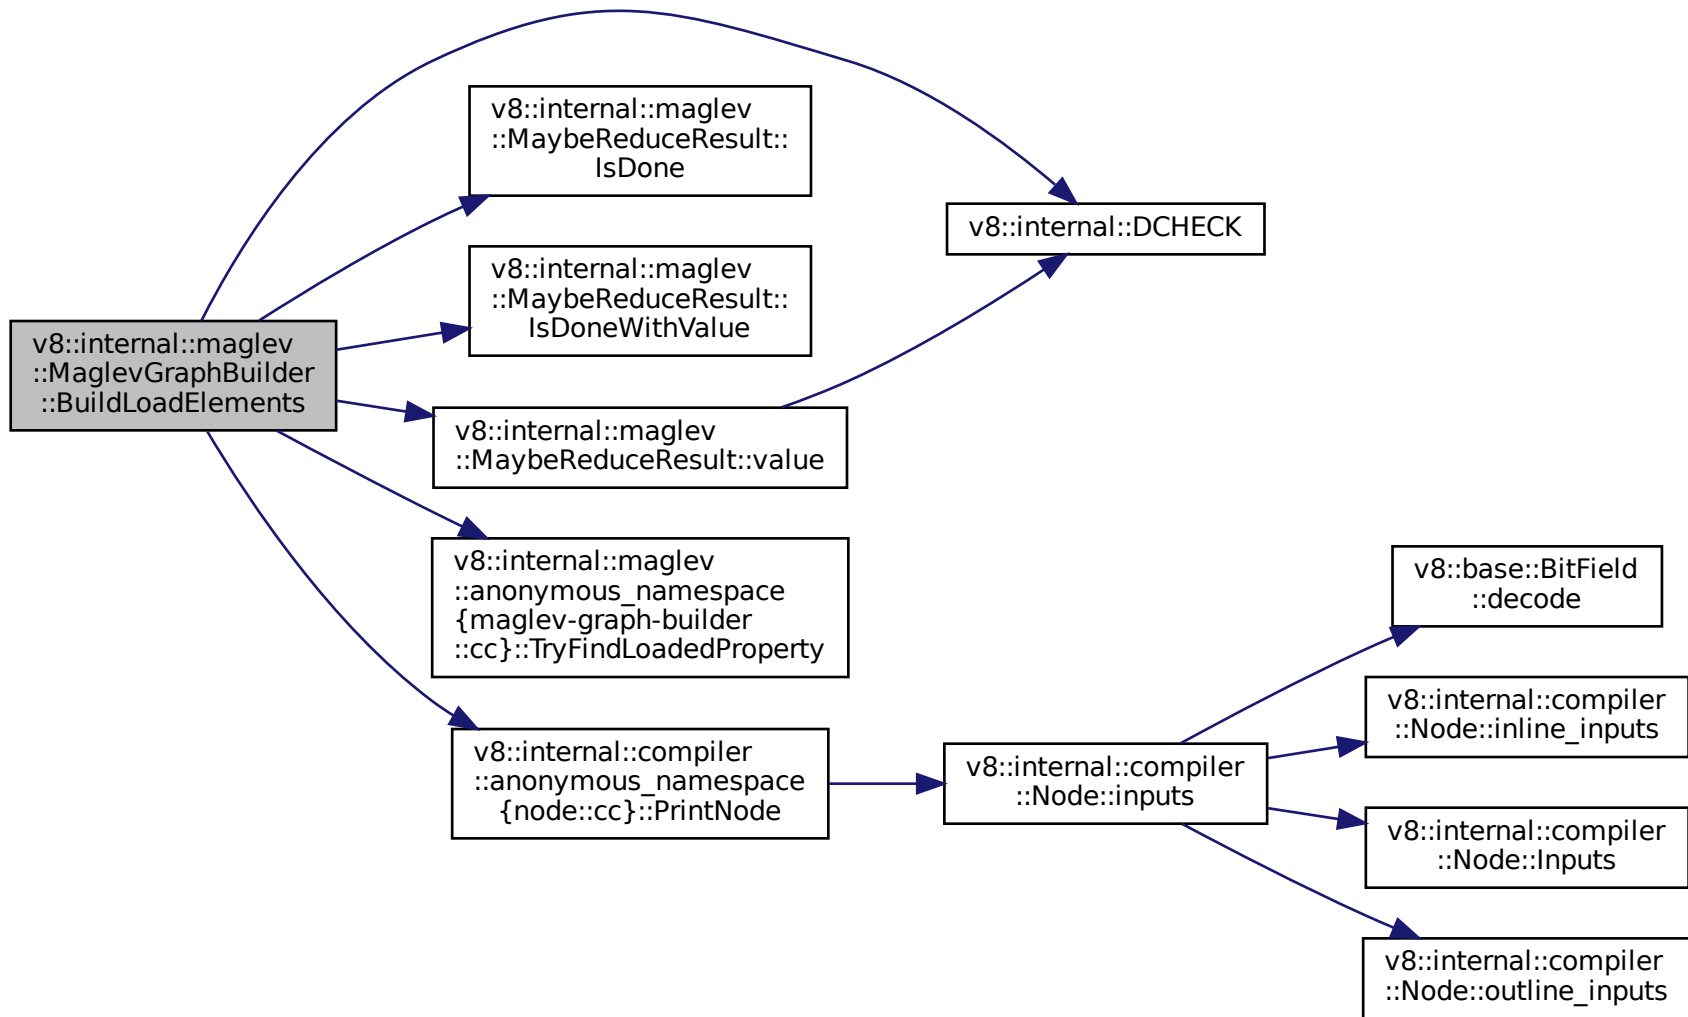 v8::internal::maglev
::MaglevGraphBuilder
::BuildLoadElements
v8::internal::maglev
::MaybeReduceResult::
IsDone
v8::internal::maglev
::MaybeReduceResult::
IsDoneWithValue
v8::internal::maglev
::MaybeReduceResult::value
v8::internal::maglev
::anonymous_namespace
{maglev-graph-builder
::cc}::TryFindLoadedProperty
v8::internal::compiler
::anonymous_namespace
{node::cc}::PrintNode
v8::internal::DCHECK
v8::internal::compiler
::Node::inputs
v8::base::BitField
::decode
v8::internal::compiler
::Node::inline_inputs
v8::internal::compiler
::Node::Inputs
v8::internal::compiler
::Node::outline_inputs